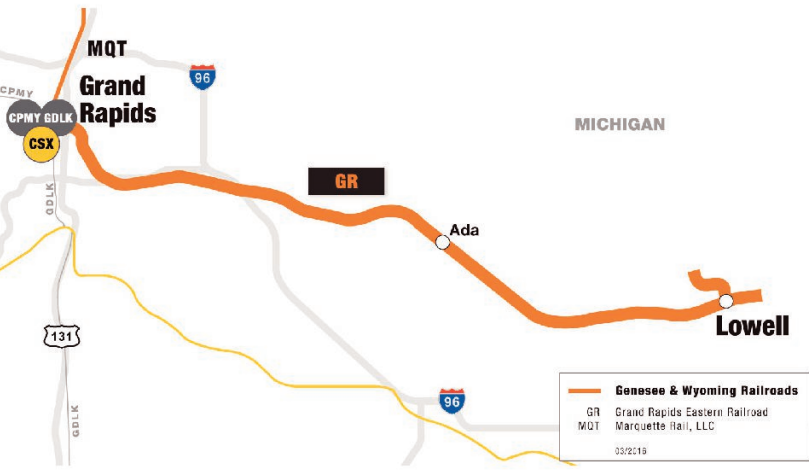 MQT
96
Grand
Rapids
CPMY
CPMY GDLK
CSX
MICHIGAN
GR
GDLK
Ada
131
Lowell
96
GDLK
Genesee & Wyoming Railroads
GR Grand Rapids Eastern Railroad
MQT Marquette Rail, LLC
03/2016